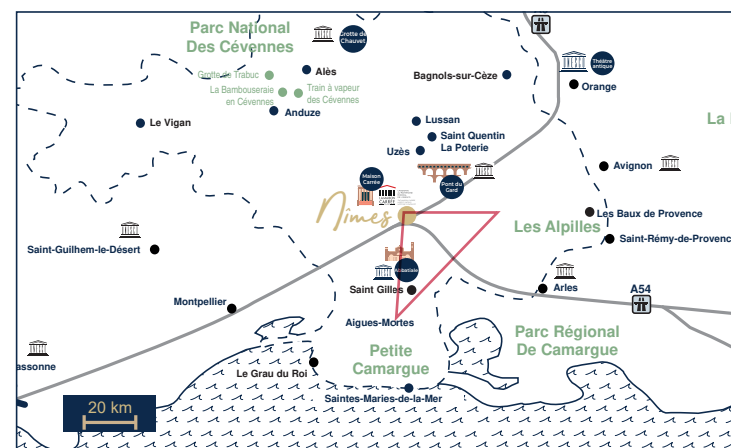 Parc National
Des Cévennes
Grotte de
Chauvet
Théâtre
antique
Grotte de Trabuc
Alès
Bagnols-sur-Cèze
Orange
La Bambouseraie
en Cévennes
Train à vapeur
des Cévennes
Anduze
La
Le Vigan
Lussan
Saint Quentin
La Poterie
Uzès
Avignon
Maison
Carrée
Pont du
Gard
Nîmes
Les Baux de Provence
Les Alpilles
Saint-Rémy-de-Provence
Saint-Guilhem-le-Désert
Abbatiale
Saint Gilles
Arles
A54
Montpellier
Aigues-Mortes
Parc Régional
De Camargue
Petite
Camargue
assonne
Le Grau du Roi
Saintes-Maries-de-la-Mer
20 km